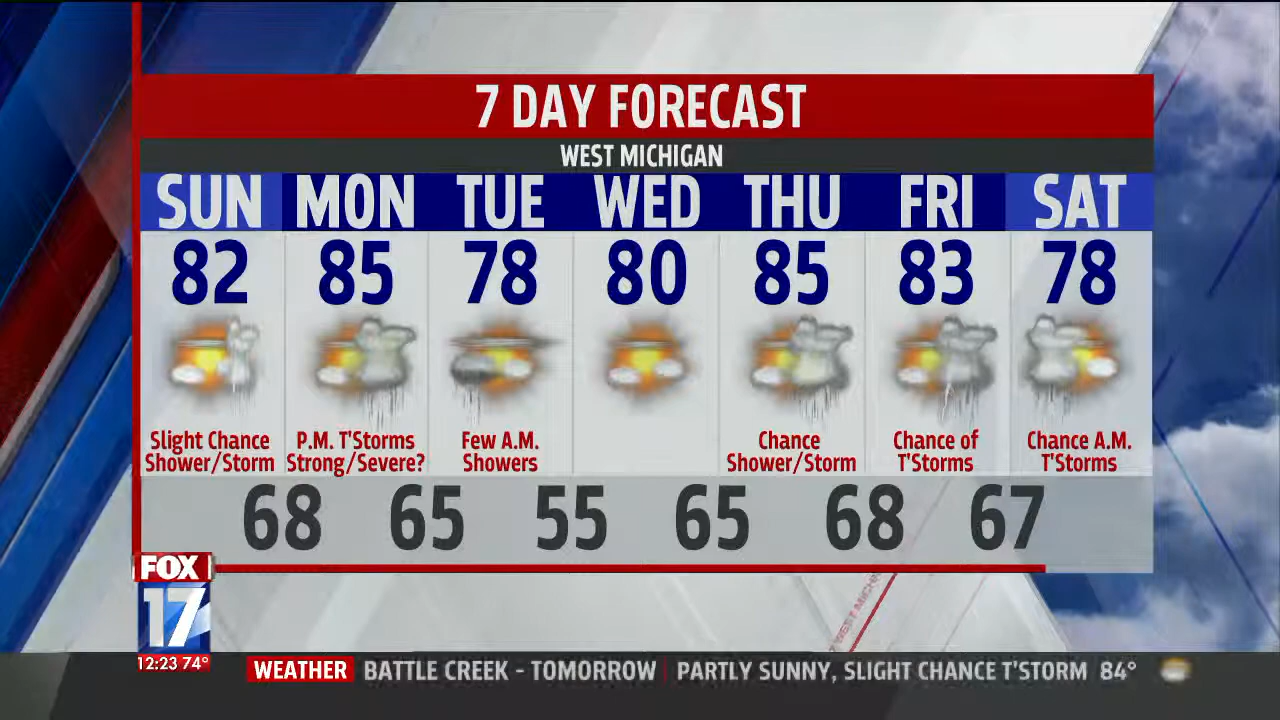 7 DAY FORECAST
WEST MICHIGAN
SUN MON TUE WED THU FRI SAT
82 85 78 80 85 83 78
Slight Chance P.M. T'Storms Few A.M. Chance Chance of Chance A.M.
Shower/Storm Strong/Severe? Showers Shower/Storm T'Storms T'Storms
68 65 55 65 68 67
FOX
17
WEST MICHI
12:23 74°
WEATHER BATTLE CREEK - TOMORROW PARTLY SUNNY, SLIGHT CHANCE T'STORM 84°